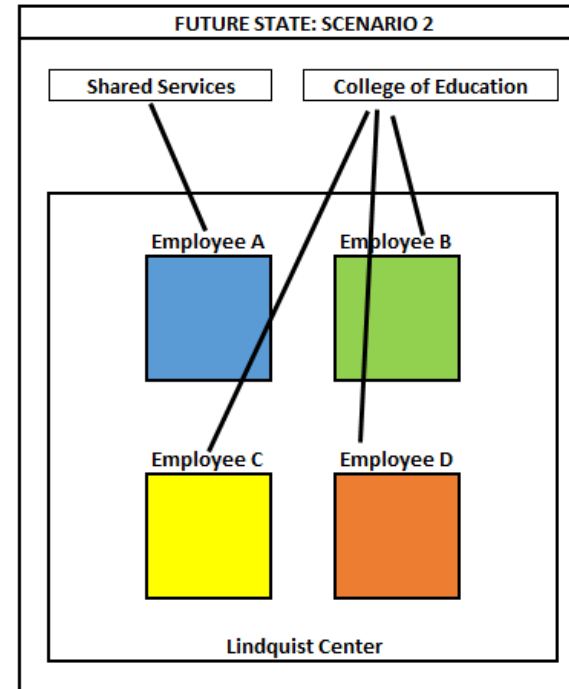 FUTURE STATE: SCENARIO 2
Shared Services
College of Education
Employee A
Employee B
Employee C
Employee D
Lindquist Center